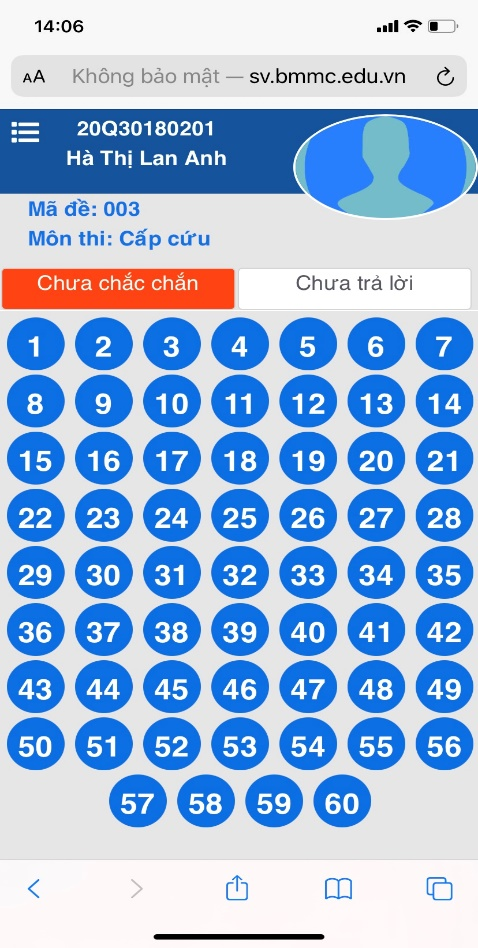 14:06
AA Không bảo mật — sv.bmmc.edu.vn
20Q30180201
Hà Thị Lan Anh
Mã đề: 003
Môn thi: Cấp cứu
Chưa chắc chắn Chưa trả lời
1 2 3 4 5 6 7
8 9 10 11 12 13 14
15 16 17 18 19 20 21
22 23 24 25 26 27 28
29 30 31 32 33 34 35
36 37 38 39 40 41 42
43 44 45 46 47 48 49
50 51 52 53 54 55 56
57 58 59 60